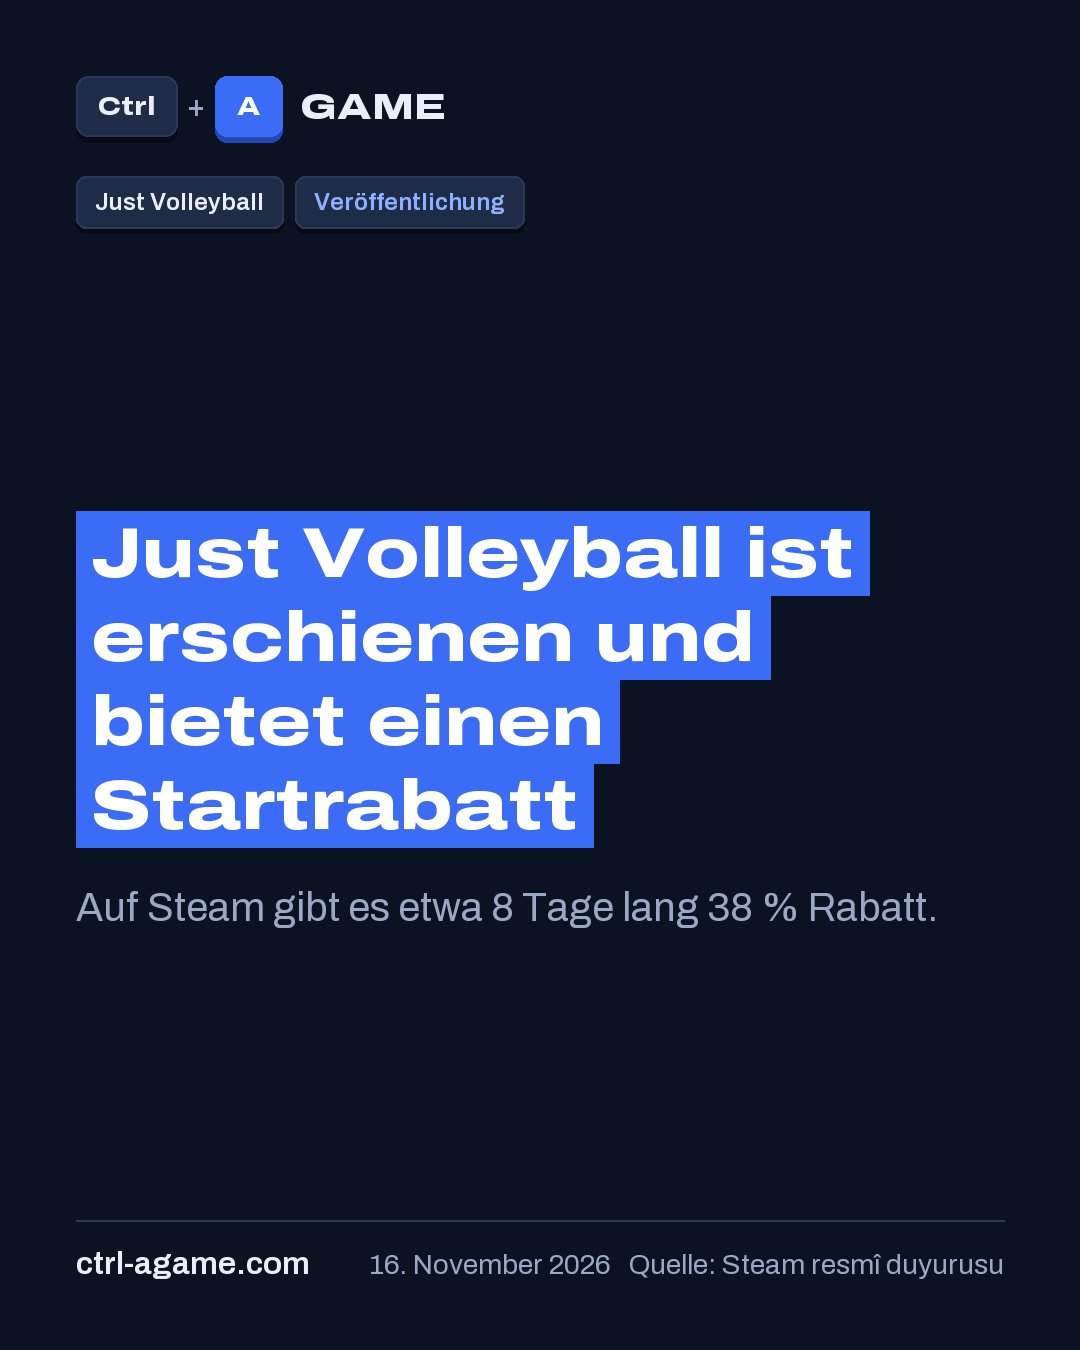 Ctrl + A GAME
Just Volleyball Veröffentlichung
Just Volleyball ist
erschienen und
bietet einen
Startrabatt
Auf Steam gibt es etwa 8 Tage lang 38 % Rabatt.
ctrl-agame.com 16. November 2026 Quelle: Steam resmî duyurusu